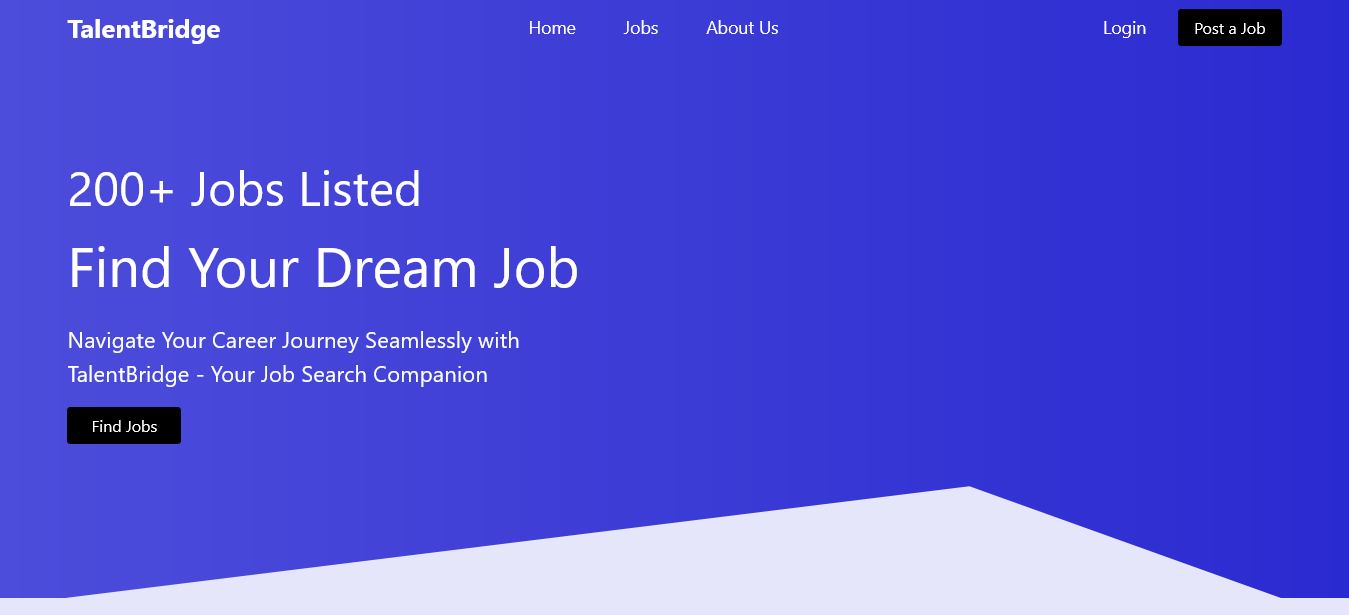 TalentBridge
Home
Jobs
About Us
Login
Post a Job
200+ Jobs Listed
Find Your Dream Job
Navigate Your Career Journey Seamlessly with
TalentBridge - Your Job Search Companion
Find Jobs